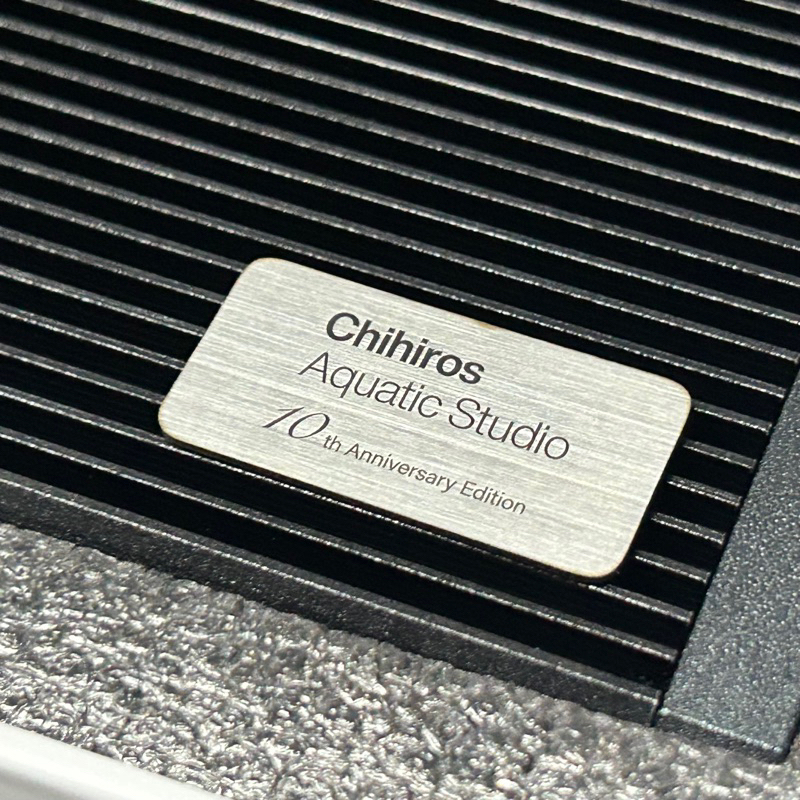 Chihiros
Aquatic Studio
10th Anniversary Edition